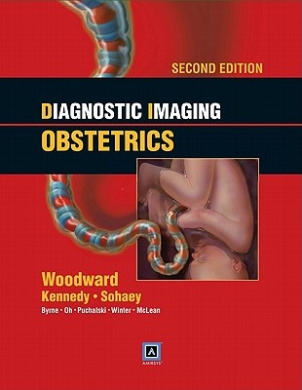 SECOND EDITION
DIAGNOSTIC IMAGING
OBSTETRICS
Woodward
Kennedy • Sohaey
Byrne • Oh • Puchalski • Winter • McLean
A
AMIRSYS